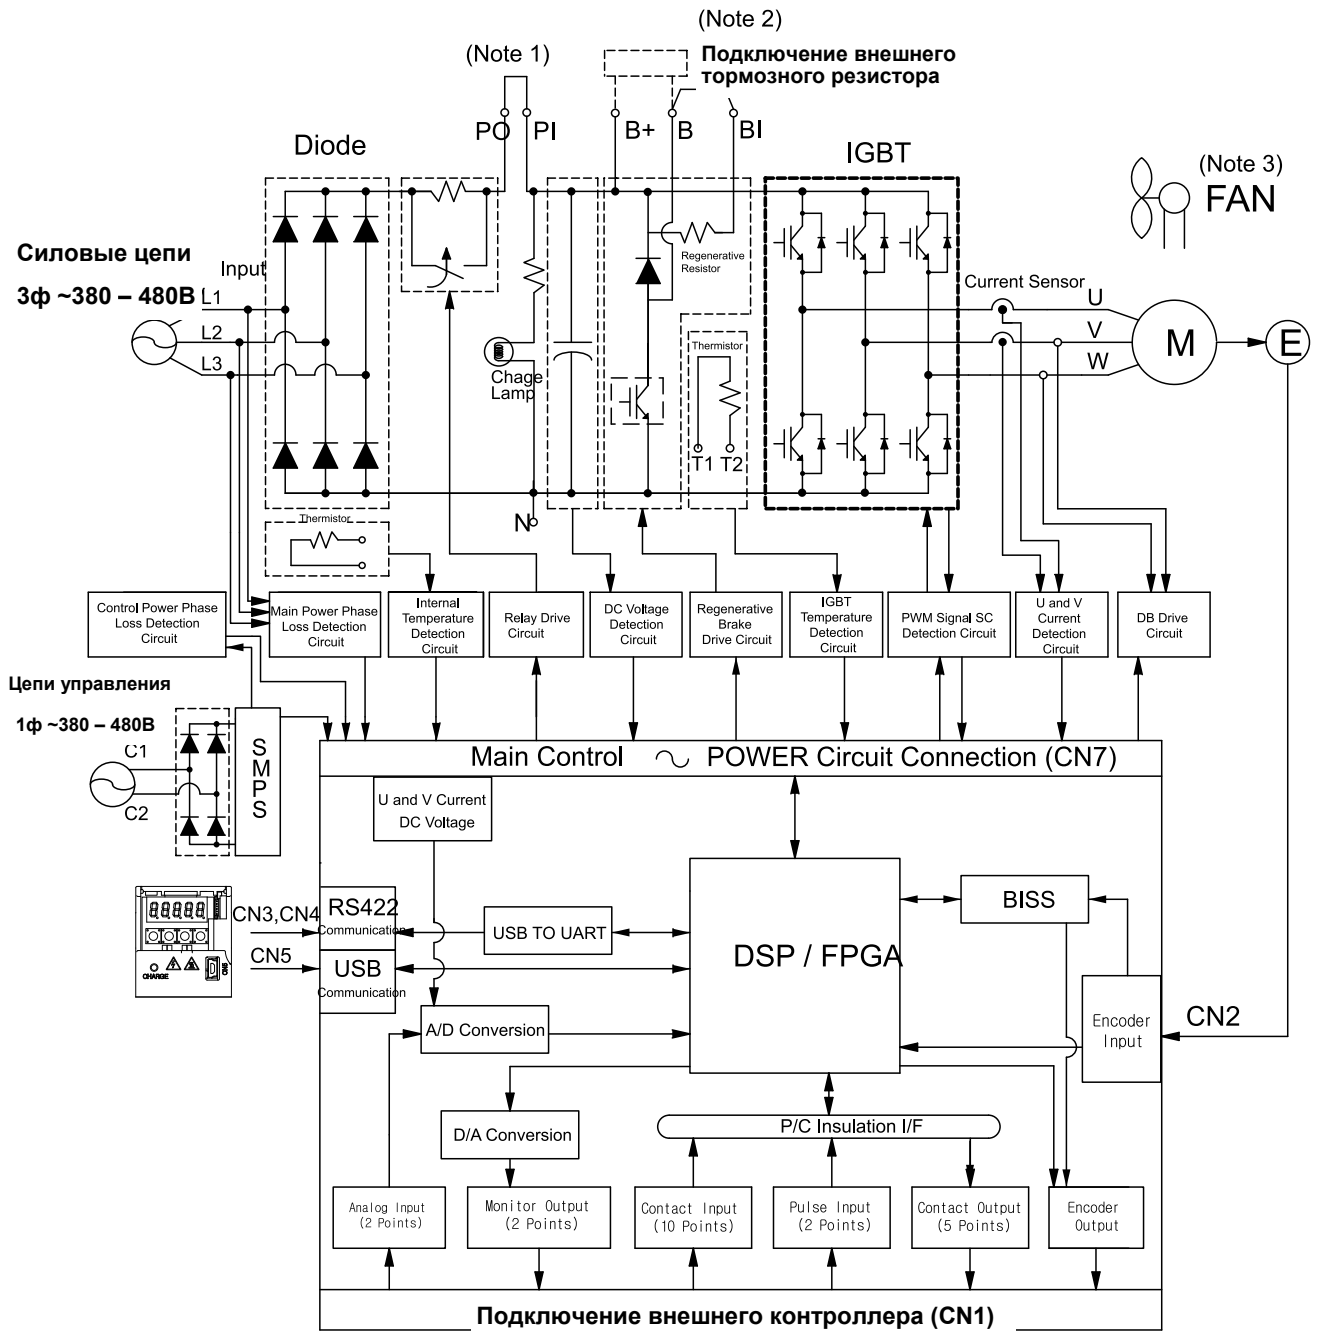 (Note 2)
(Note 1)
Подключение внешнего
тормозного резистора
PO
PI
B+
B
BI
Diode
IGBT
(Note 3)
FAN
Силовые цепи
Input
3ф ~380 – 480В
L1
L2
L3
Regenerative
Resistor
Current Sensor
U
V
W
M
E
Thermistor
T1
T2
Chage
Lamp
N
Thermistor
Control Power Phase
Loss Detection
Circuit
Main Power Phase
Loss Detection
Circuit
Internal
Temperature
Detection
Circuit
Relay Drive
Circuit
DC Voltage
Detection
Circuit
Regenerative
Brake
Drive Circuit
IGBT
Temperature
Detection
Circuit
PWM Signal SC
Detection Circuit
U and V
Current
Detection
Circuit
DB Drive
Circuit
Цепи управления
1ф ~380 – 480В
C1
C2
S
M
P
S
Main Control
POWER Circuit Connection (CN7)
U and V Current
DC Voltage
88888
CHARGE
CN5
CN3,CN4
CN5
RS422
Communication
USB
Communication
USB TO UART
DSP / FPGA
BISS
A/D Conversion
Encoder
Input
CN2
D/A Conversion
P/C Insulation I/F
Analog Input
(2 Points)
Monitor Output
(2 Points)
Contact Input
(10 Points)
Pulse Input
(2 Points)
Contact Output
(5 Points)
Encoder
Output
Подключение внешнего контроллера (CN1)